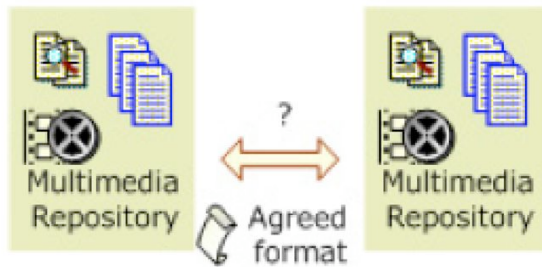 ?
Multimedia
Repository
Agreed
format
Multimedia
Repository